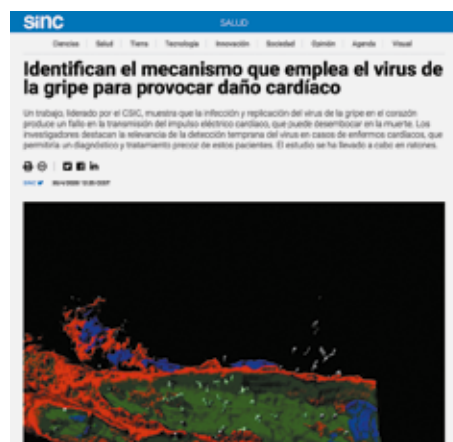 sinc
SALUD
Ciencias Salud Tierra Tecnología Innovación Sociedad Opinión Agenda Visual
Identifican el mecanismo que emplea el virus de
la gripe para provocar daño cardíaco
Un trabajo, liderado por el CSIC, muestra que la infección y replicación del virus de la gripe en el corazón
produce un fallo en la transmisión del impulso eléctrico cardíaco, que puede desembocar en la muerte. Los
investigadores destacan la relevancia de la detección temprana del virus en casos de enfermos cardíacos, que
permitiría un diagnóstico y tratamiento precoz de estos pacientes. El estudio se ha llevado a cabo en ratones.
SINC